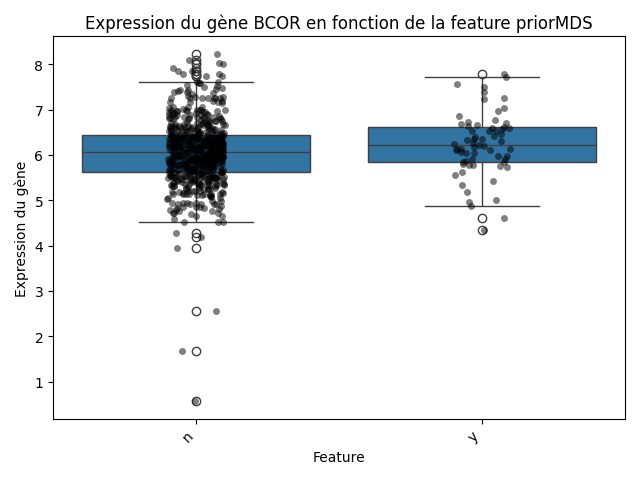 Expression du gène BCOR en fonction de la feature priorMDS
Expression du gène
8
7
6
5
4
3
2
1
n
y
Feature